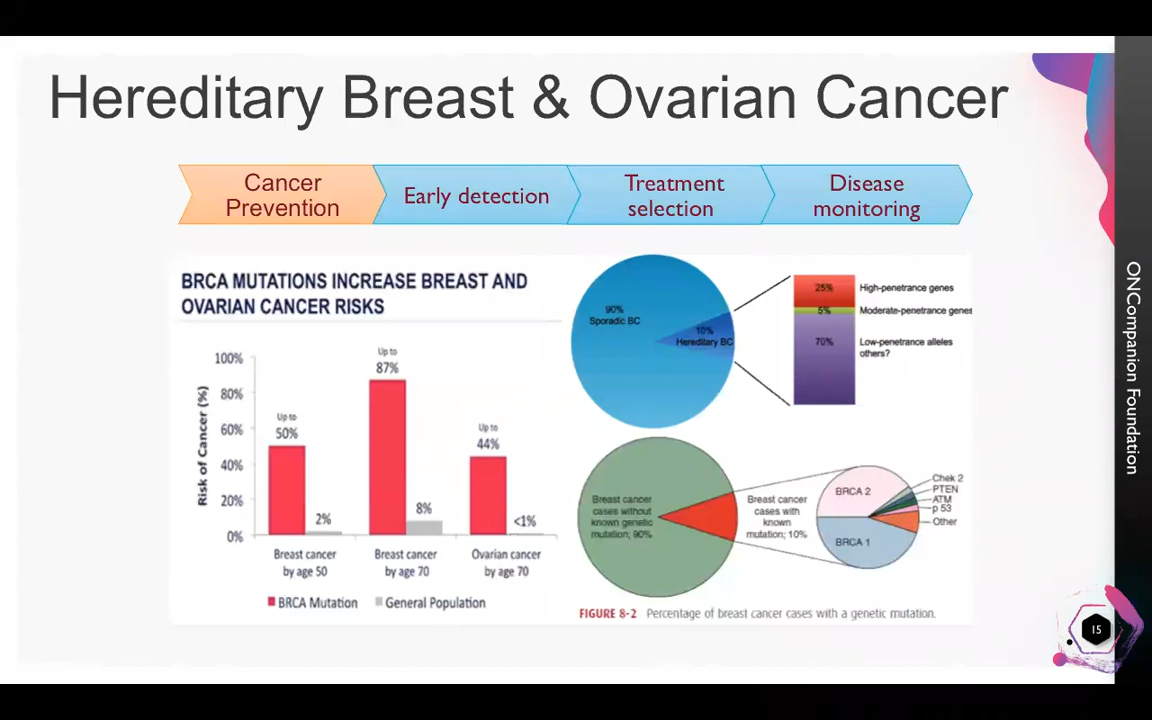 Hereditary Breast & Ovarian Cancer
Cancer
Prevention
Early detection
Treatment
selection
Disease
monitoring
BRCA MUTATIONS INCREASE BREAST AND
OVARIAN CANCER RISKS
Risk of Cancer (%)
100%
80%
60%
40%
20%
0%
Up to
50%
2%
Up to
87%
8%
Up to
44%
<1%
Breast cancer
by age 50
Breast cancer
by age 70
Ovarian cancer
by age 70
BRCA Mutation
General Population
90%
Sporadic BC
10%
Hereditary BC
25%
5%
70%
High-penetrance genes
Moderate-penetrance genes
Low-penetrance alleles
others?
Breast cancer
cases without
known genetic
mutation; 90%
Breast cancer
cases with
known
mutation; 10%
BRCA 2
BRCA 1
Chek 2
PTEN
ATM
p 53
Other
FIGURE 8-2 Percentage of breast cancer cases with a genetic mutation.
ONCompanion Foundation
15